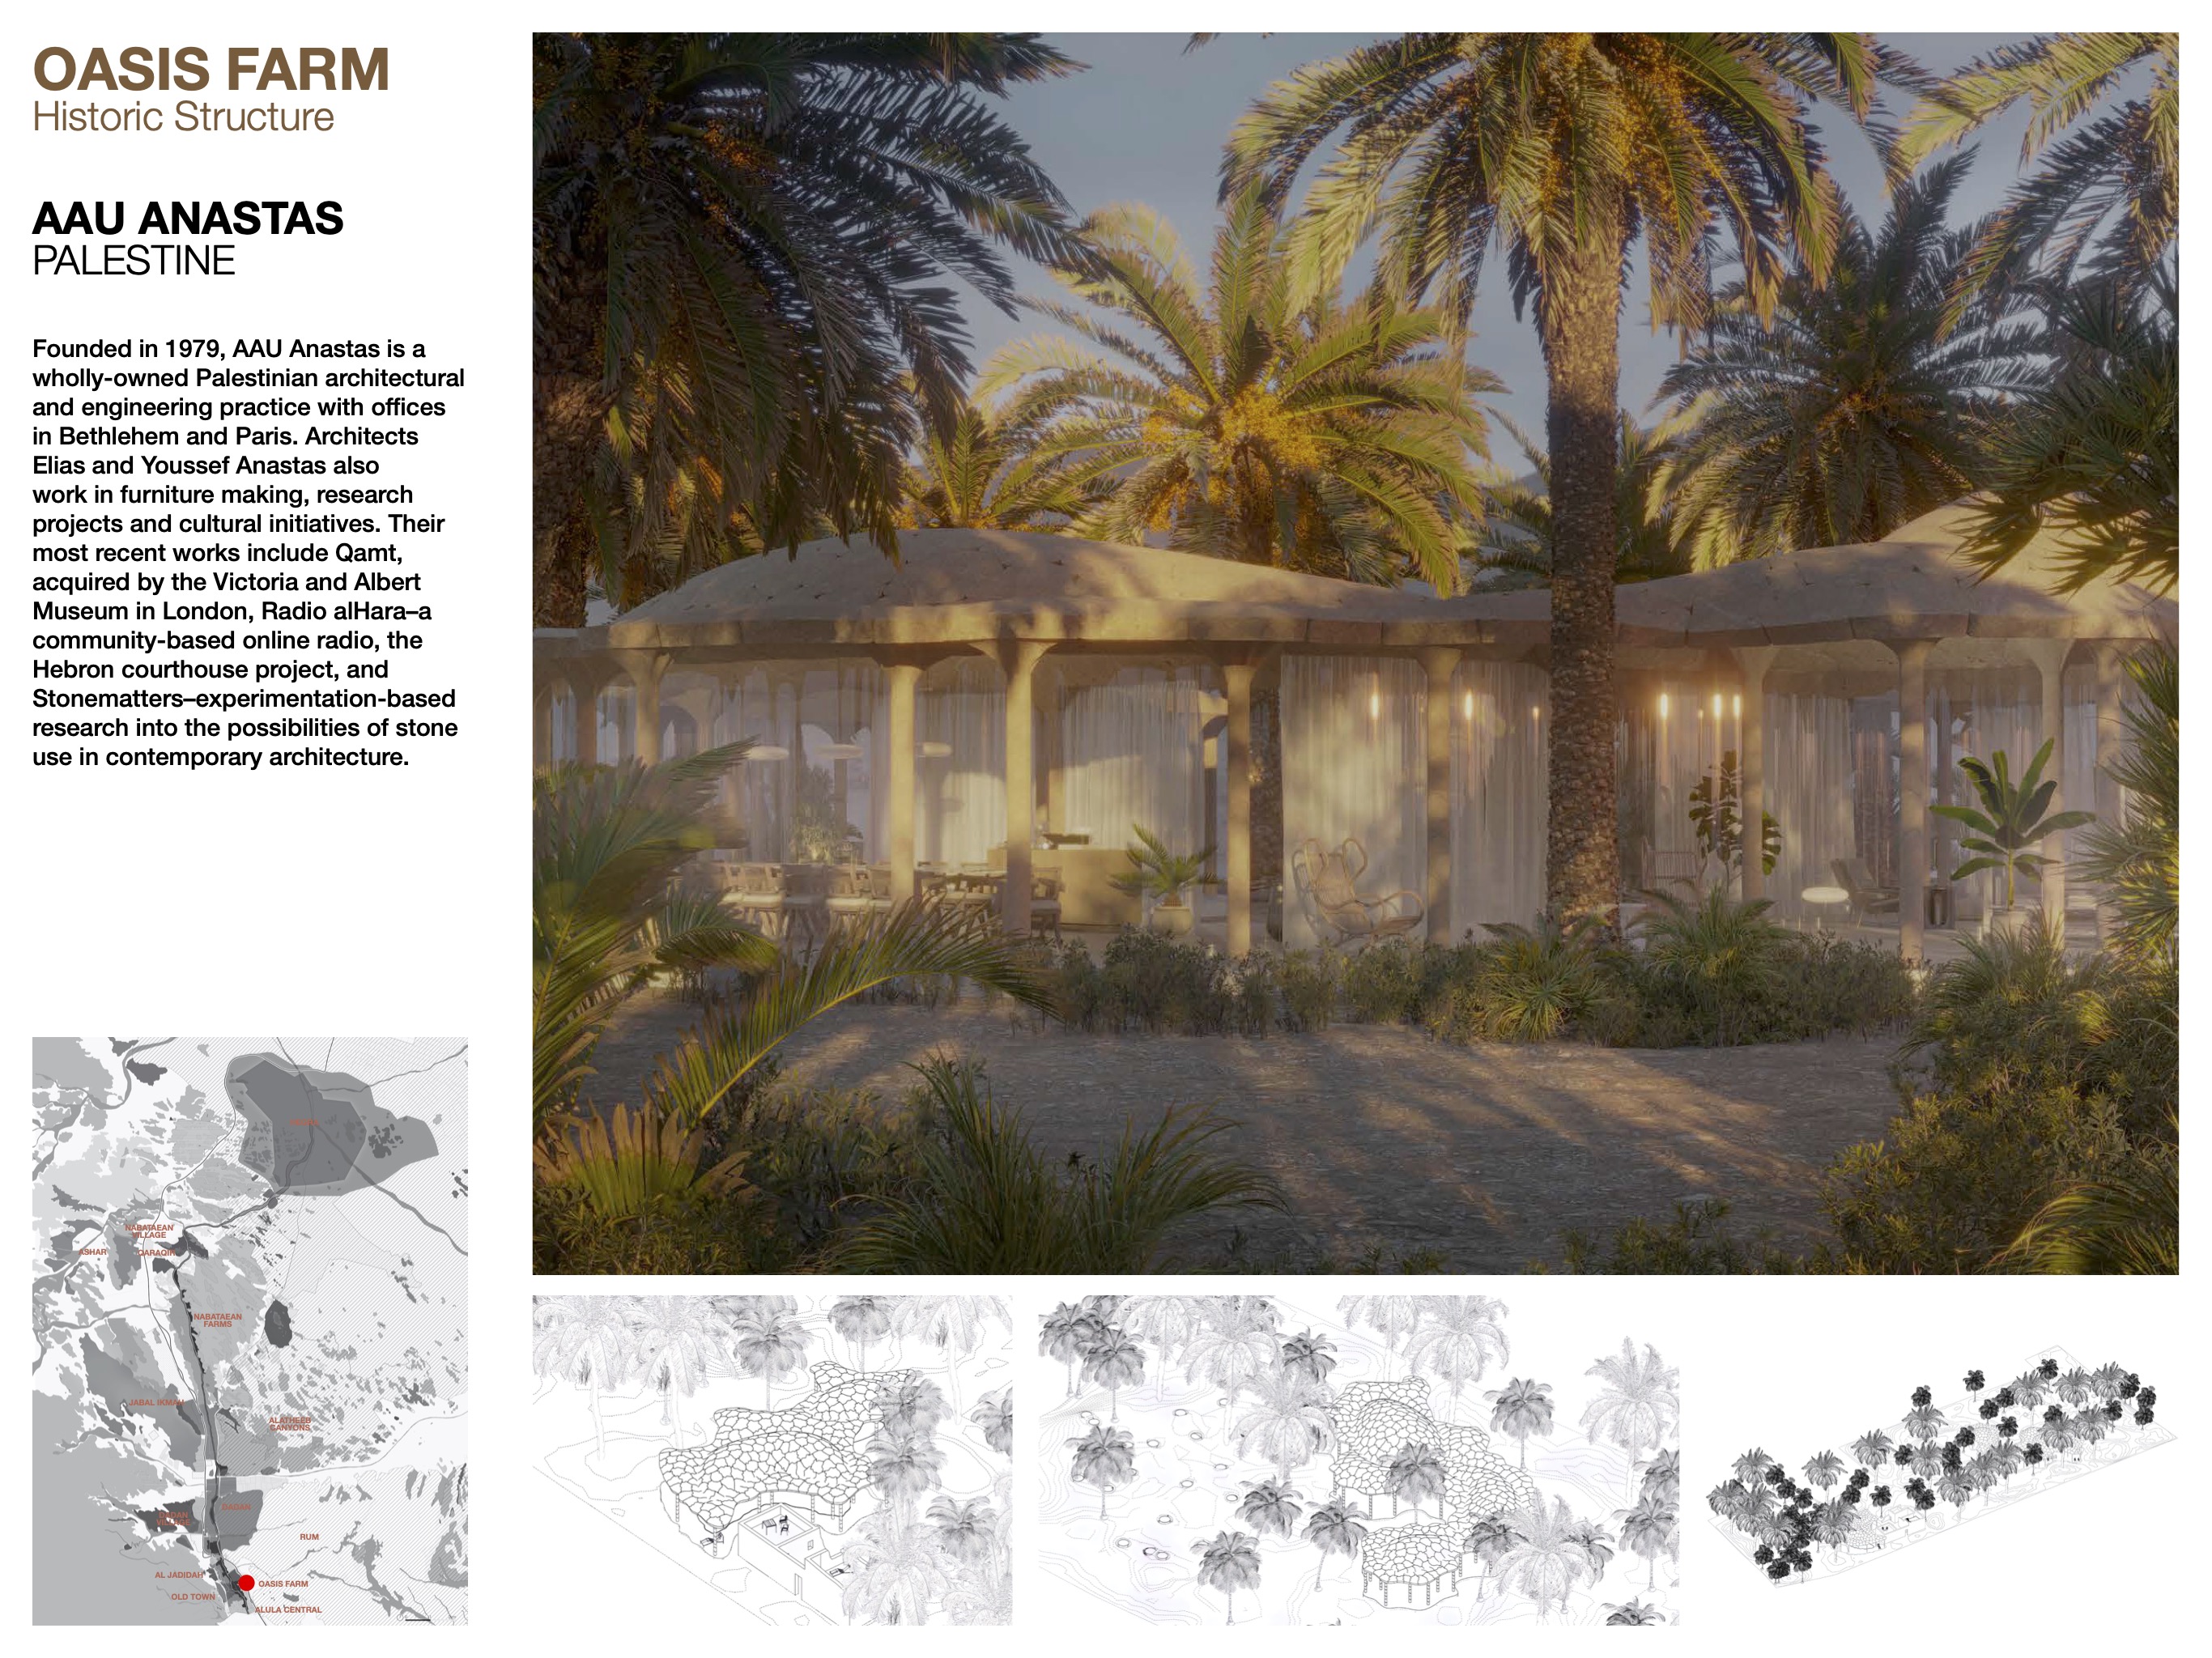 OASIS FARM
Historic Structure
AAU ANASTAS
PALESTINE
Founded in 1979, AAU Anastas is a
wholly-owned Palestinian architectural
and engineering practice with offices
in Bethlehem and Paris. Architects
Elias and Youssef Anastas also
work in furniture making, research
projects and cultural initiatives. Their
most recent works include Qamt,
acquired by the Victoria and Albert
Museum in London, Radio alHara–a
community-based online radio, the
Hebron courthouse project, and
Stonematters–experimentation-based
research into the possibilities of stone
use in contemporary architecture.
NABATAEAN
VILLAGE
ASHAR
QARAQIR
NABATAEAN
FARMS
JABAL IKMAH
ALATHEEB
CANYONS
DADAN
DADAN
VILLAGE
RUM
AL JADIDAH
OASIS FARM
OLD TOWN
ALULA CENTRAL